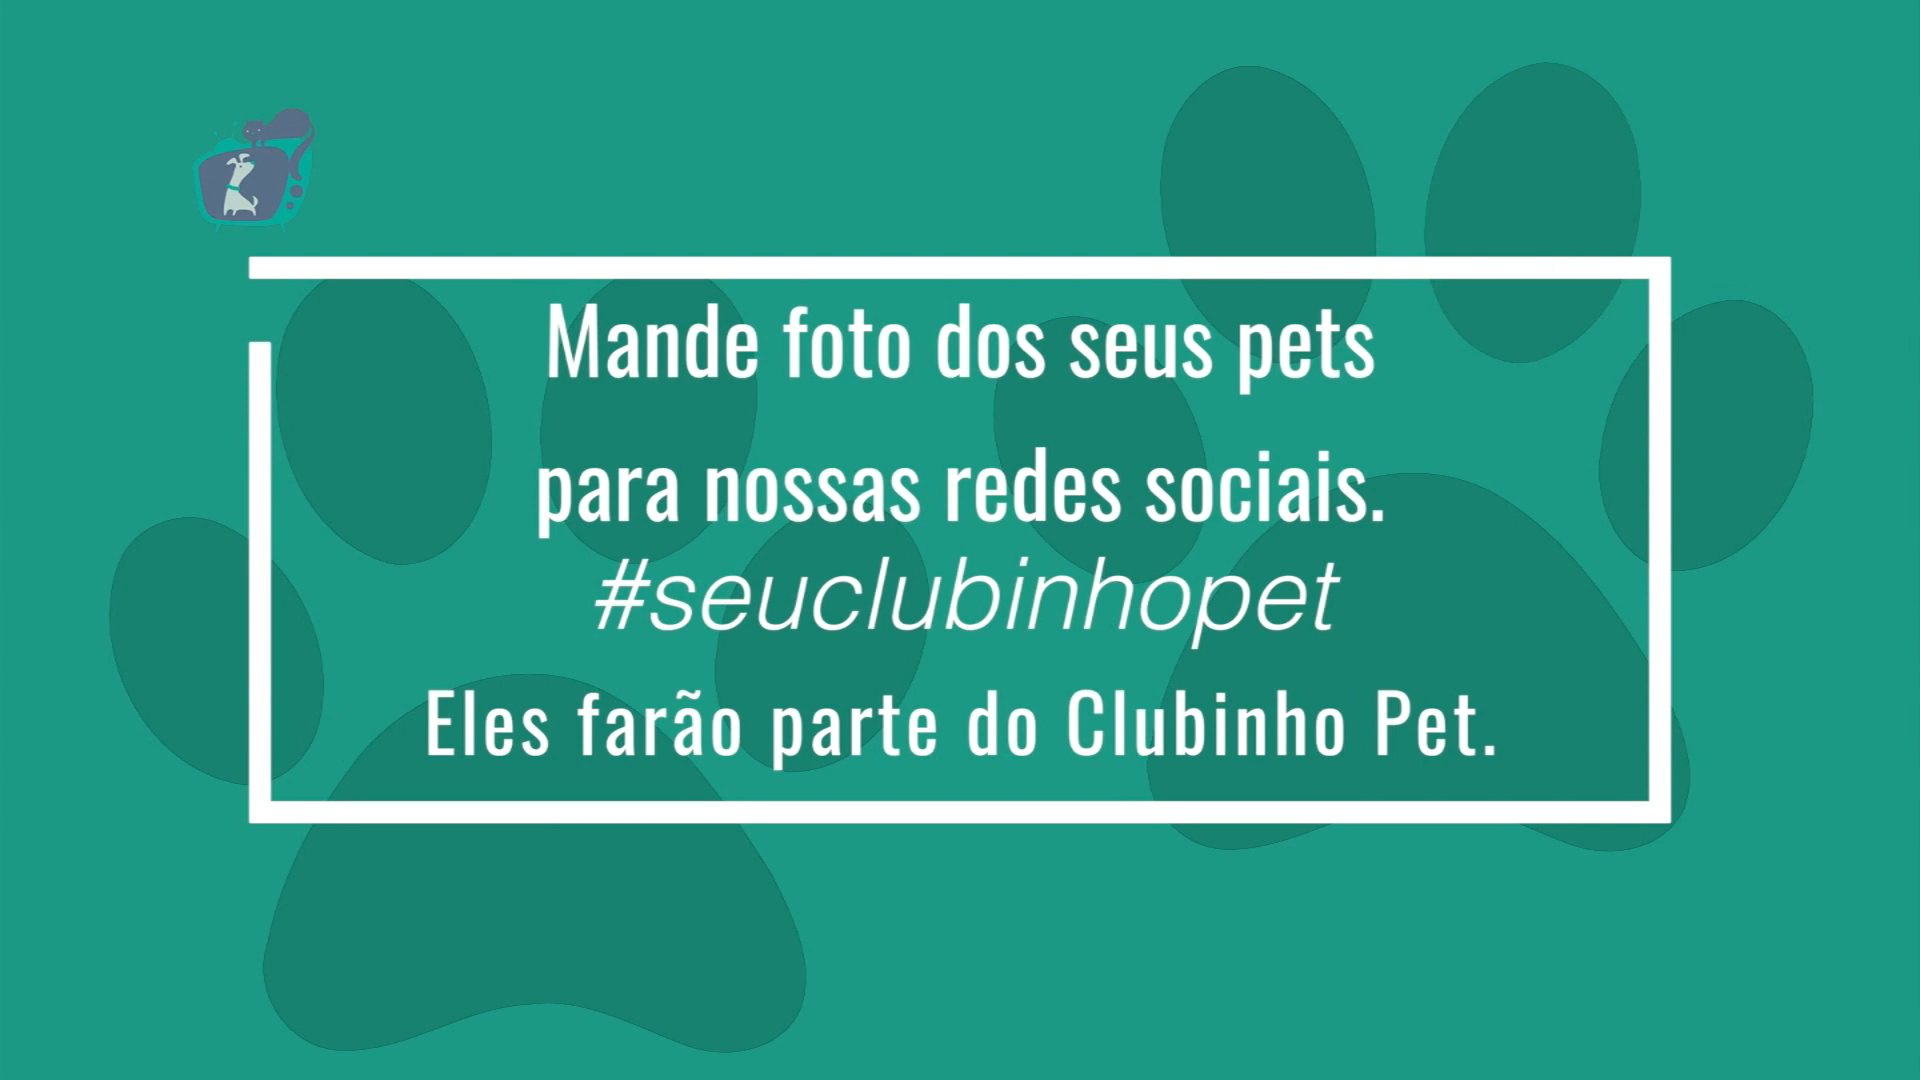 Mande foto dos seus pets
para nossas redes sociais.
#seuclubinhopet
Eles farão parte do Clubinho Pet.